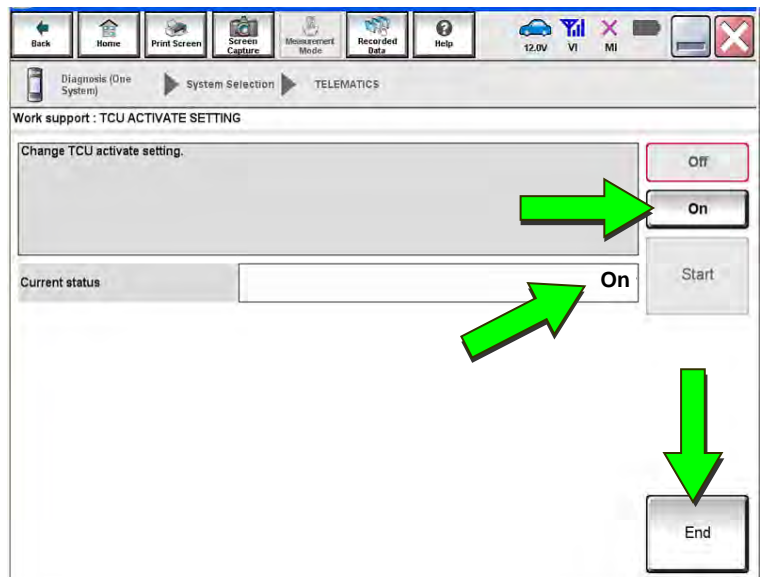 Back
Home
Print Screen
Screen
Capture
Measurement
Mode
Recorded
Data
Help
12.0V
VI
MI
Diagnosis (One
System)
System Selection
TELEMATICS
Work support : TCU ACTIVATE SETTING
Change TCU activate setting.
Off
On
Current status
On
Start
End